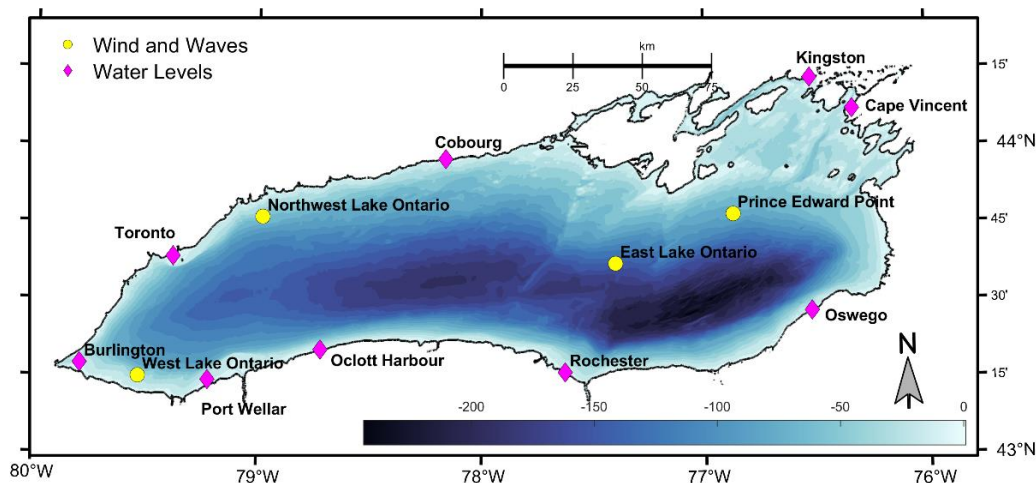 Wind and Waves
Water Levels
km
0 25 50 75
Kingston
Cape Vincent
Cobourg
Northwest Lake Ontario
Prince Edward Point
Toronto
East Lake Ontario
Oswego
Burlington
West Lake Ontario
Oclott Harbour
Rochester
Port Wellar
N
-200 -150 -100 -50 0
15'
44°N
45'
30'
15'
43°N
80°W 79°W 78°W 77°W 76°W